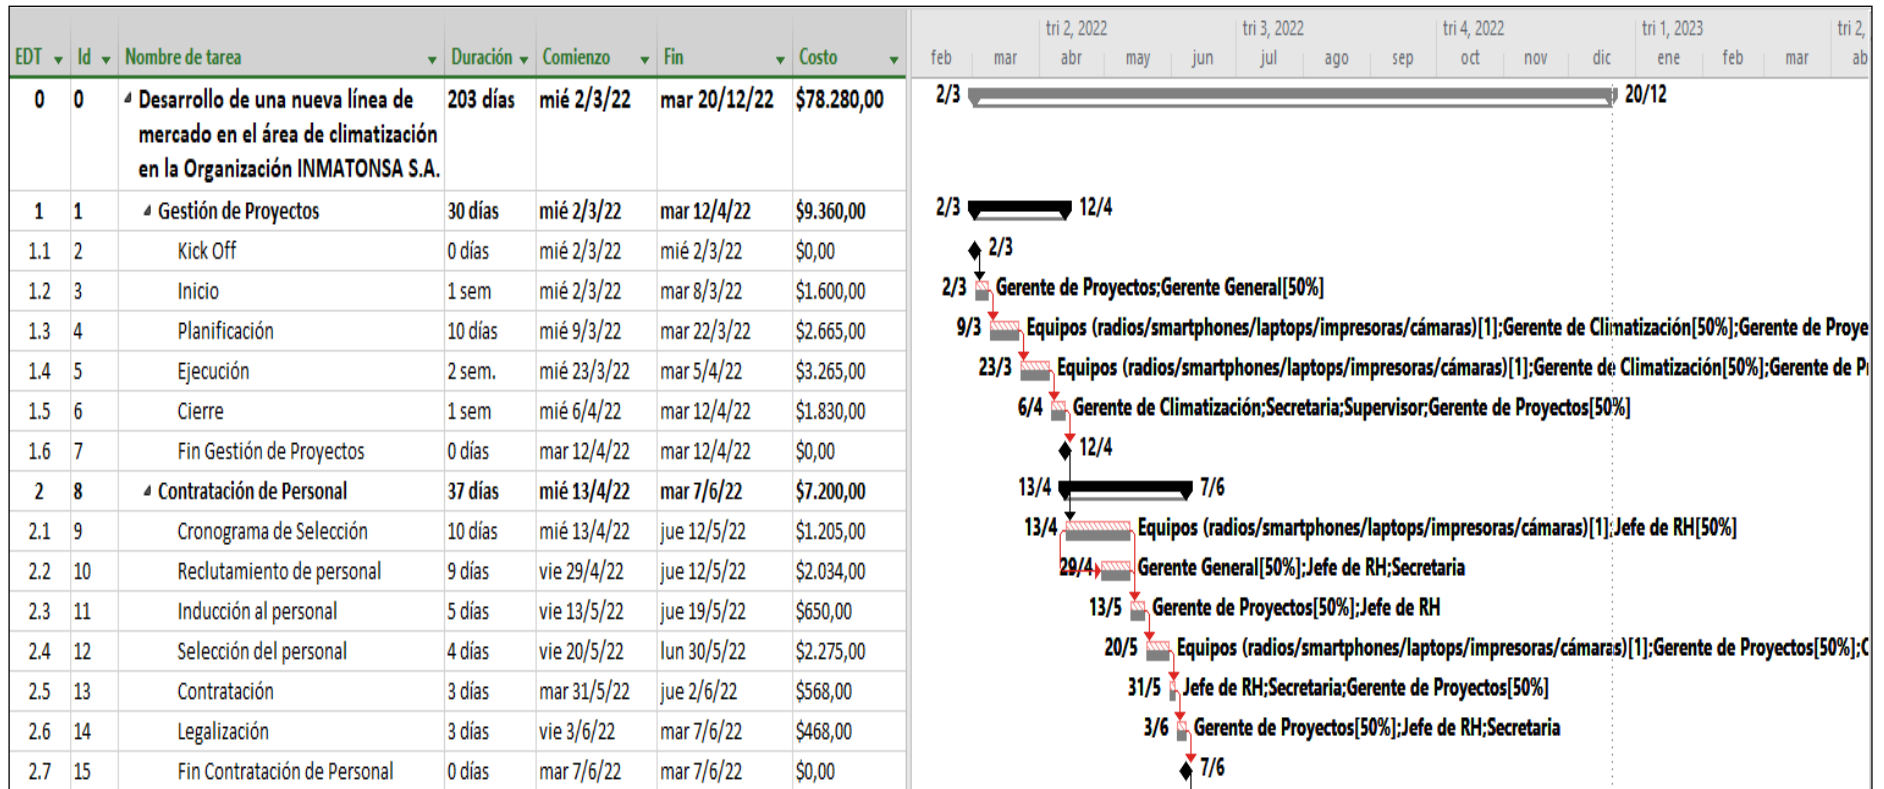 tri 2, 2022 tri 3, 2022 tri 4, 2022 tri 1, 2023 tri 2,
EDT Id Nombre de tarea Duración Comienzo Fin Costo feb mar abr may jun jul ago sep oct nov dic ene feb mar ab
0 0 Desarrollo de una nueva línea de 203 días mié 2/3/22 mar 20/12/22 $78.280,00 2/3 20/12
mercado en el área de climatización
en la Organización INMATONSA S.A.
1 1 Gestión de Proyectos 30 días mié 2/3/22 mar 12/4/22 $9.360,00 2/3 12/4
1.1 2 Kick Off 0 días mié 2/3/22 mié 2/3/22 $0,00 2/3
1.2 3 Inicio 1 sem mié 2/3/22 mar 8/3/22 $1.600,00 2/3 Gerente de Proyectos;Gerente General[50%]
1.3 4 Planificación 10 días mié 9/3/22 mar 22/3/22 $2.665,00 9/3 Equipos (radios/smartphones/laptops/impresoras/cámaras)[1];Gerente de Climatización[50%];Gerente de Proye
1.4 5 Ejecución 2 sem. mié 23/3/22 mar 5/4/22 $3.265,00 23/3 Equipos (radios/smartphones/laptops/impresoras/cámaras)[1];Gerente de Climatización[50%];Gerente de P
1.5 6 Cierre 1 sem mié 6/4/22 mar 12/4/22 $1.830,00 6/4 Gerente de Climatización;Secretaria;Supervisor;Gerente de Proyectos[50%]
1.6 7 Fin Gestión de Proyectos 0 días mar 12/4/22 mar 12/4/22 $0,00 12/4
2 8 Contratación de Personal 37 días mié 13/4/22 mar 7/6/22 $7.200,00 13/4 7/6
2.1 9 Cronograma de Selección 10 días mié 13/4/22 jue 12/5/22 $1.205,00 13/4 Equipos (radios/smartphones/laptops/impresoras/cámaras)[1];Jefe de RH[50%]
2.2 10 Reclutamiento de personal 9 días vie 29/4/22 jue 12/5/22 $2.034,00 29/4 Gerente General[50%];Jefe de RH;Secretaria
2.3 11 Inducción al personal 5 días vie 13/5/22 jue 19/5/22 $650,00 13/5 Gerente de Proyectos[50%];Jefe de RH
2.4 12 Selección del personal 4 días vie 20/5/22 lun 30/5/22 $2.275,00 20/5 Equipos (radios/smartphones/laptops/impresoras/cámaras)[1];Gerente de Proyectos[50%];C
2.5 13 Contratación 3 días mar 31/5/22 jue 2/6/22 $568,00 31/5 Jefe de RH;Secretaria;Gerente de Proyectos[50%]
2.6 14 Legalización 3 días vie 3/6/22 mar 7/6/22 $468,00 3/6 Gerente de Proyectos[50%];Jefe de RH;Secretaria
2.7 15 Fin Contratación de Personal 0 días mar 7/6/22 mar 7/6/22 $0,00 7/6